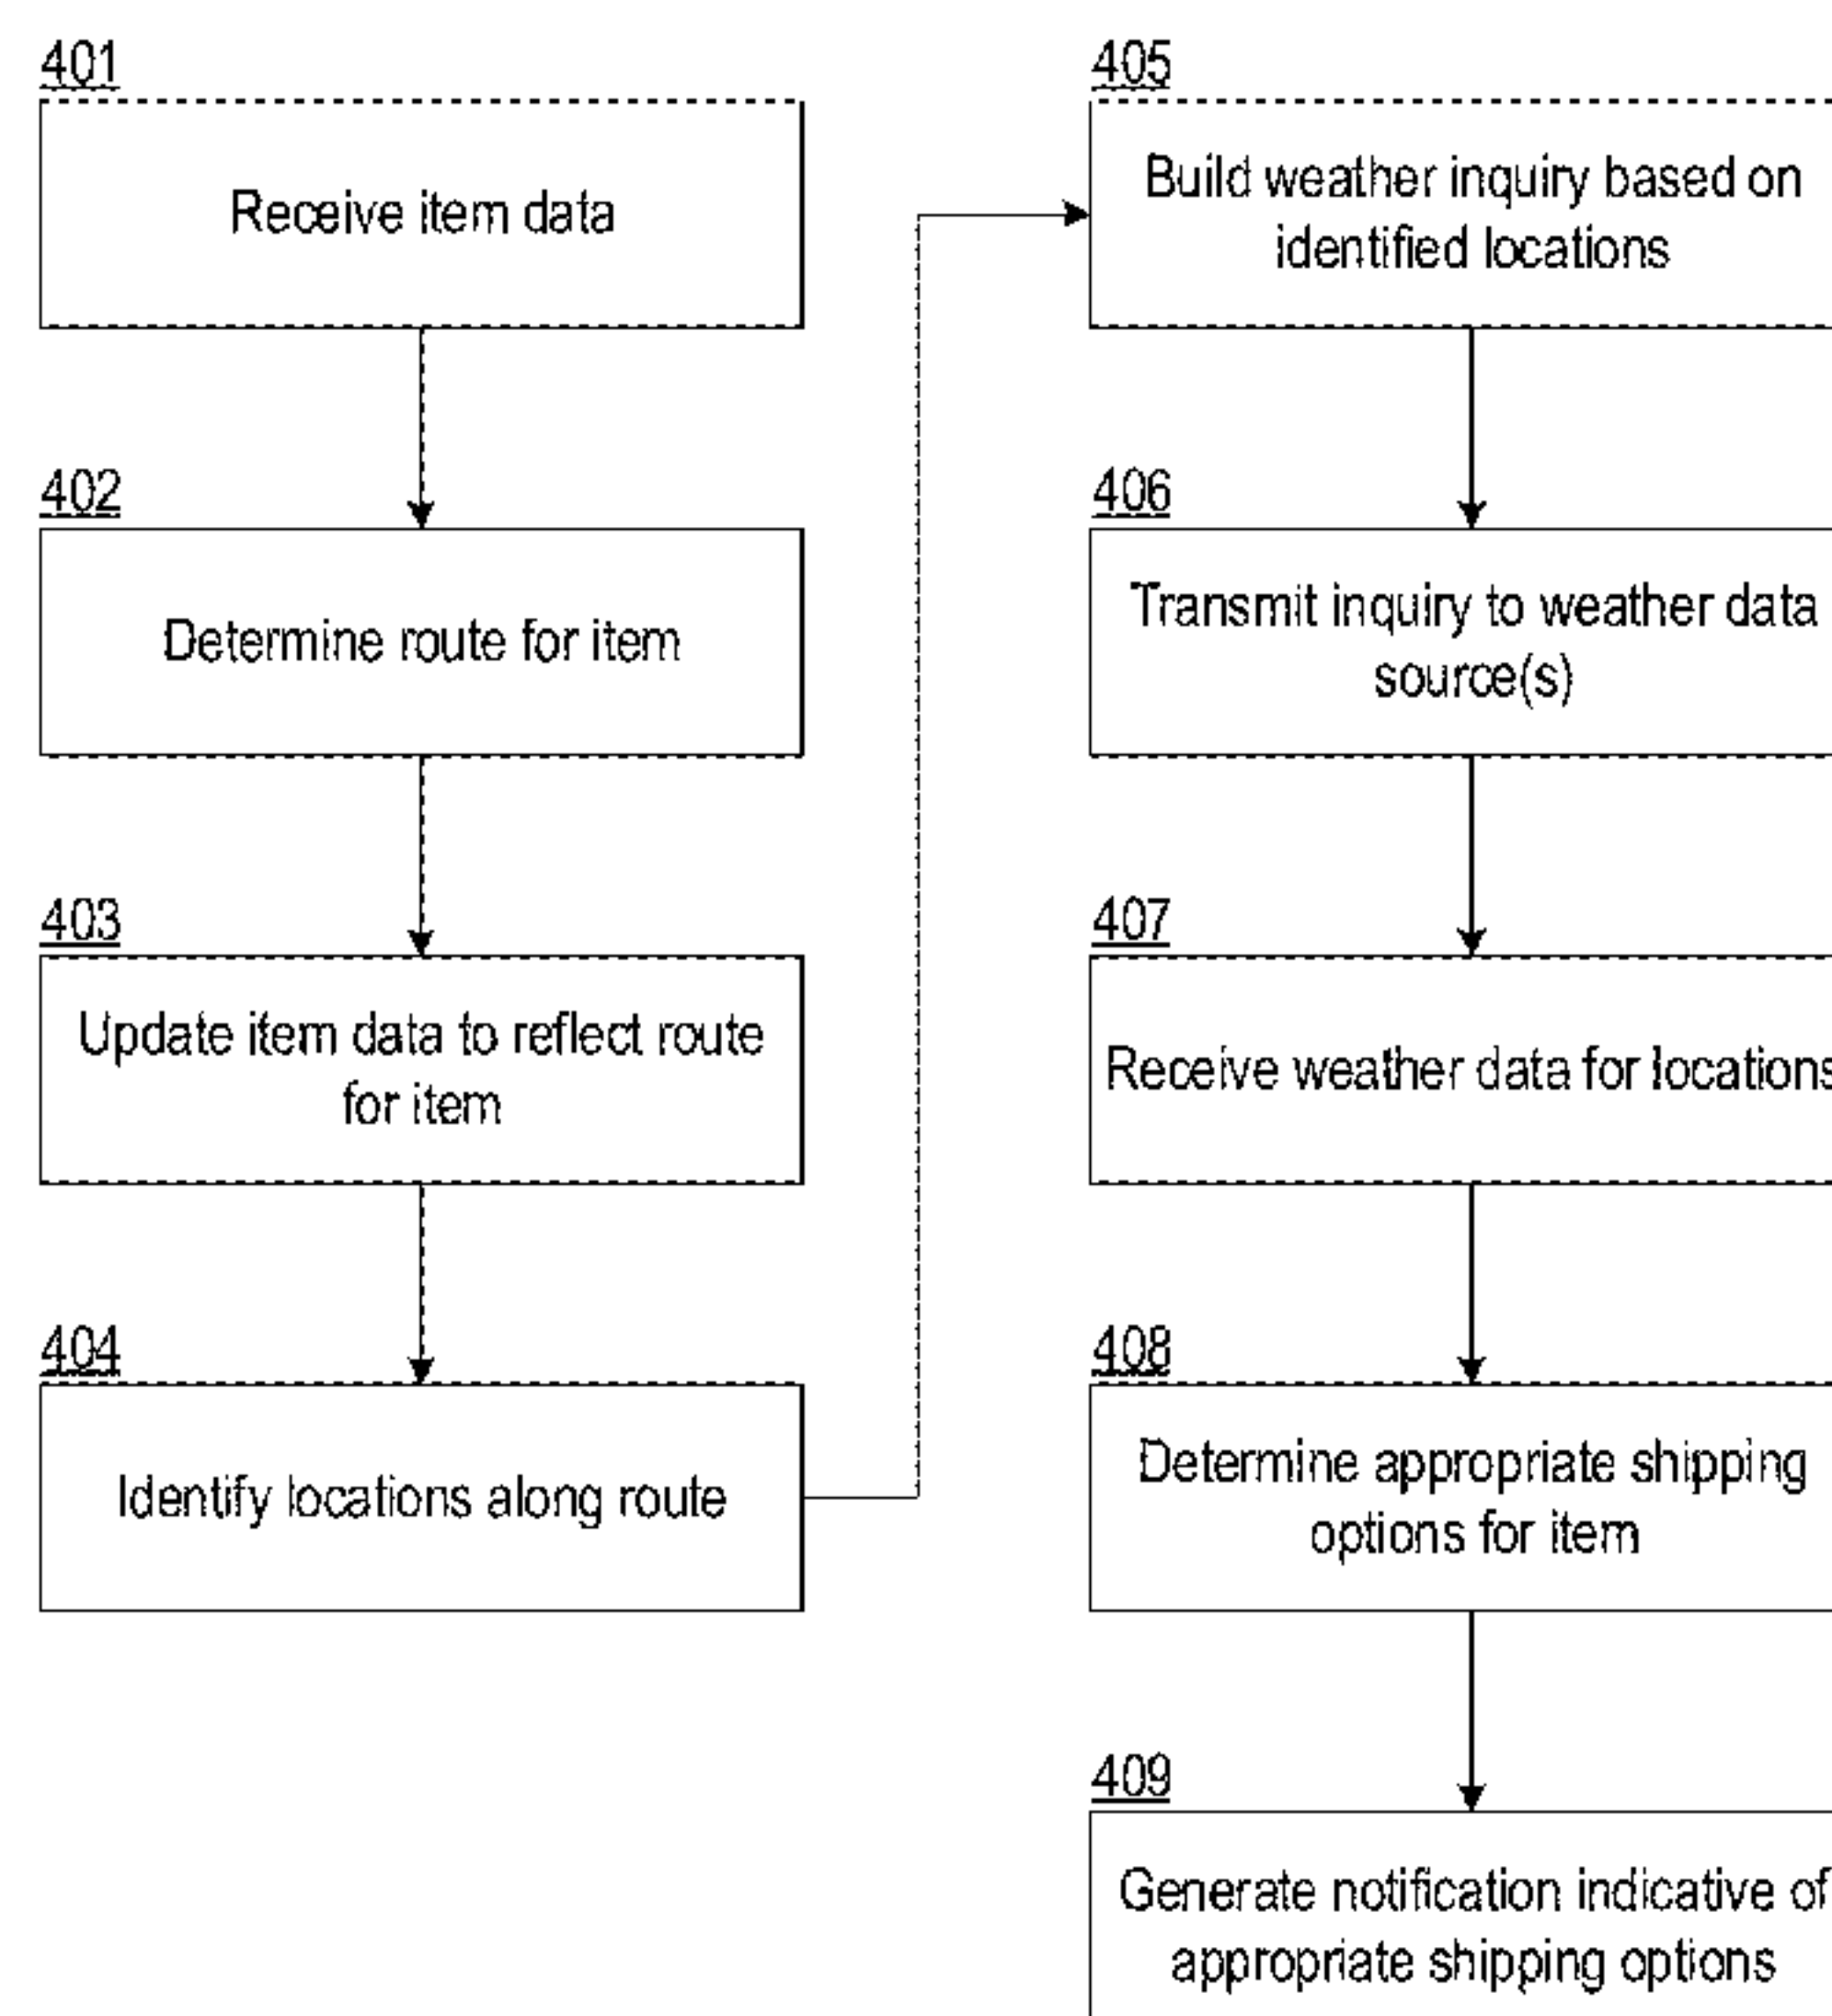 401
Receive item data
402
Determine route for item
403
Update item data to reflect route
for item
404
Identify locations along route
405
Build weather inquiry based on
identified locations
406
Transmit inquiry to weather data
source(s)
407
Receive weather data for locations
408
Determine appropriate shipping
options for item
409
Generate notification indicative of
appropriate shipping options